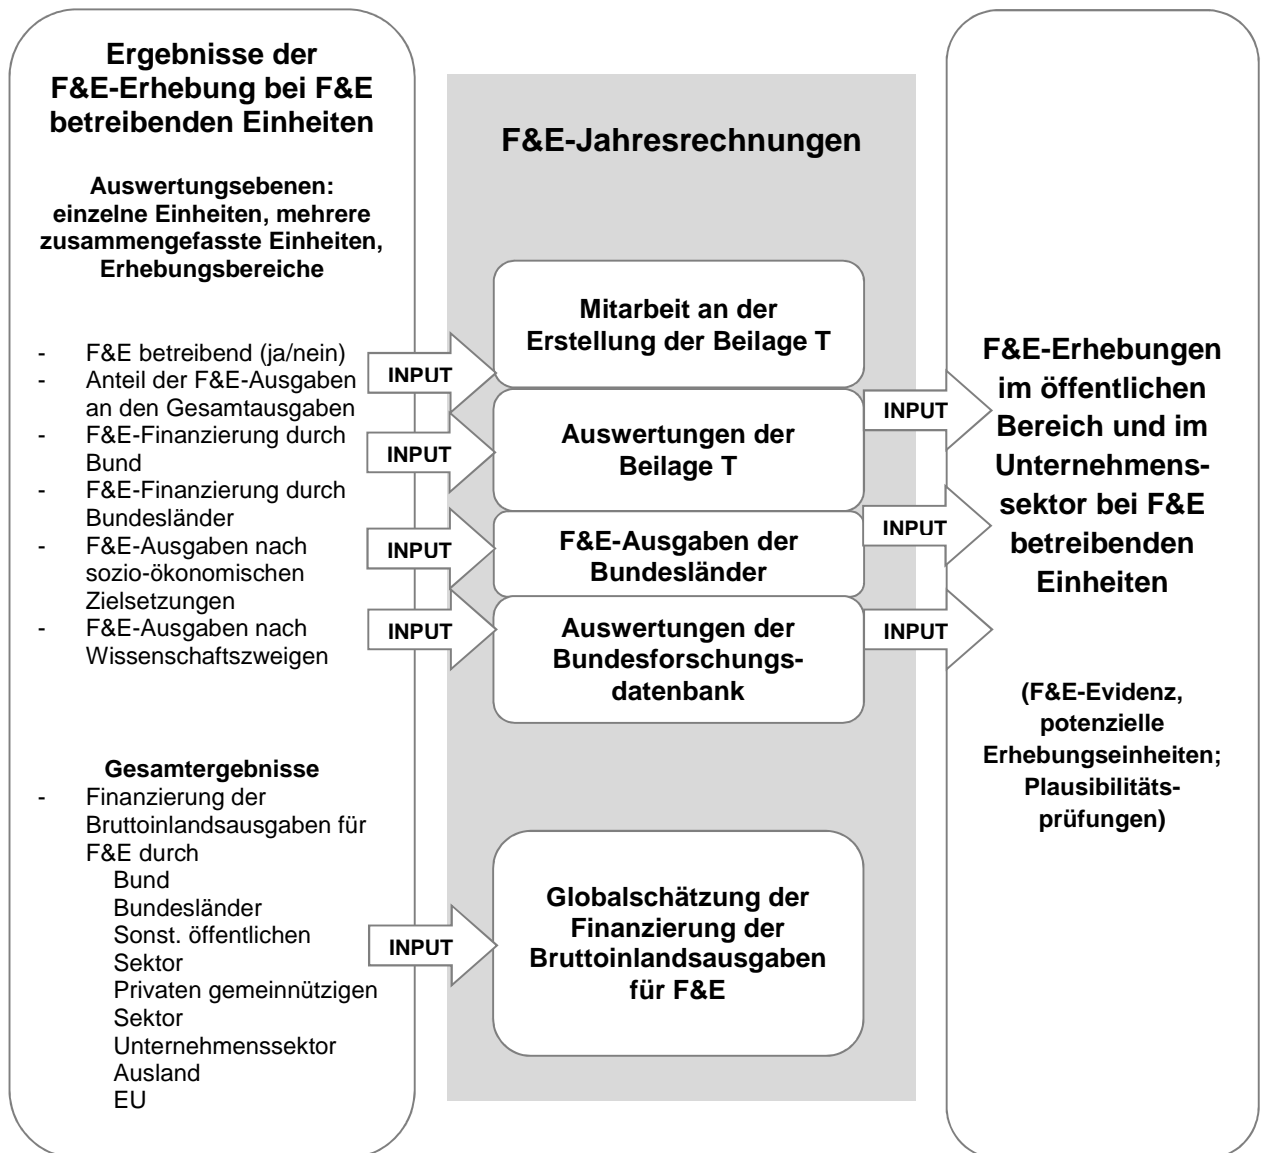 Ergebnisse der
F&E-Erhebung bei F&E
betreibenden Einheiten
Auswertungsebenen:
einzelne Einheiten, mehrere
zusammengefasste Einheiten,
Erhebungsbereiche
- F&E betreibend (ja/nein)
- Anteil der F&E-Ausgaben
an den Gesamtausgaben
- F&E-Finanzierung durch
Bund
- F&E-Finanzierung durch
Bundesländer
- F&E-Ausgaben nach
sozio-ökonomischen
Zielsetzungen
- F&E-Ausgaben nach
Wissenschaftszweigen
Gesamtergebnisse
- Finanzierung der
Bruttoinlandsausgaben für
F&E durch
Bund
Bundesländer
Sonst. öffentlichen
Sektor
Privaten gemeinnützigen
Sektor
Unternehmenssektor
Ausland
EU
INPUT
INPUT
INPUT
INPUT
INPUT
F&E-Jahresrechnungen
Mitarbeit an der
Erstellung der Beilage T
Auswertungen der
Beilage T
F&E-Ausgaben der
Bundesländer
Auswertungen der
Bundesforschungs-
datenbank
Globalschätzung der
Finanzierung der
Bruttoinlandsausgaben
für F&E
INPUT
INPUT
INPUT
F&E-Erhebungen
im öffentlichen
Bereich und im
Unternehmens-
sektor bei F&E
betreibenden
Einheiten
(F&E-Evidenz,
potenzielle
Erhebungseinheiten;
Plausibilitäts-
prüfungen)